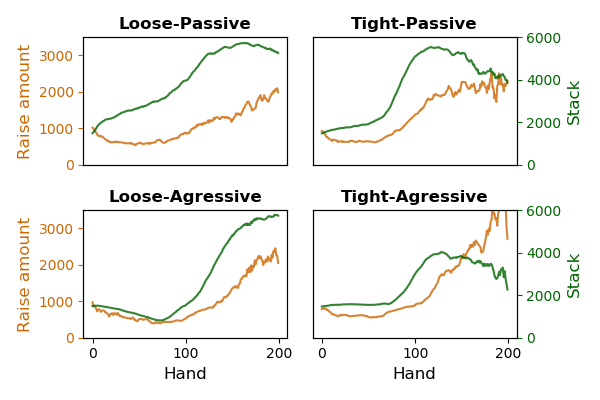 Loose-Passive Tight-Passive
Raise amount 3000 2000 1000 0
6000 4000 2000 0 Stack
Loose-Agressive Tight-Agressive
Raise amount 3000 2000 1000 0
6000 4000 2000 0 Stack
0 100 200 0 100 200
Hand Hand